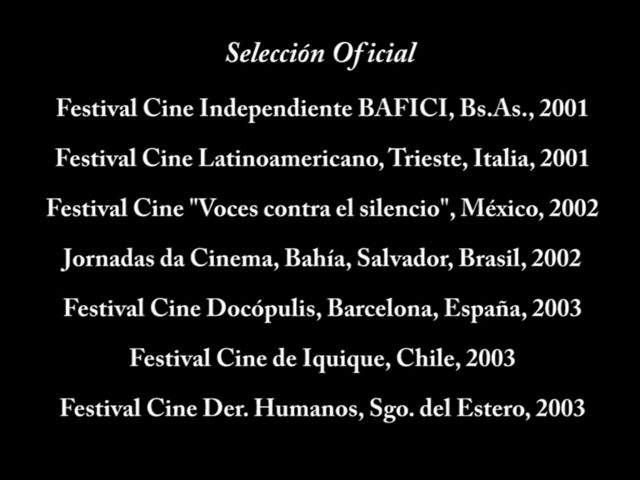 Selección Oficial
Festival Cine Independiente BAFICI, Bs.As., 2001
Festival Cine Latinoamericano, Trieste, Italia, 2001
Festival Cine "Voces contra el silencio", México, 2002
Jornadas da Cinema, Bahía, Salvador, Brasil, 2002
Festival Cine Docópulis, Barcelona, España, 2003
Festival Cine de Iquique, Chile, 2003
Festival Cine Der. Humanos, Sgo. del Estero, 2003